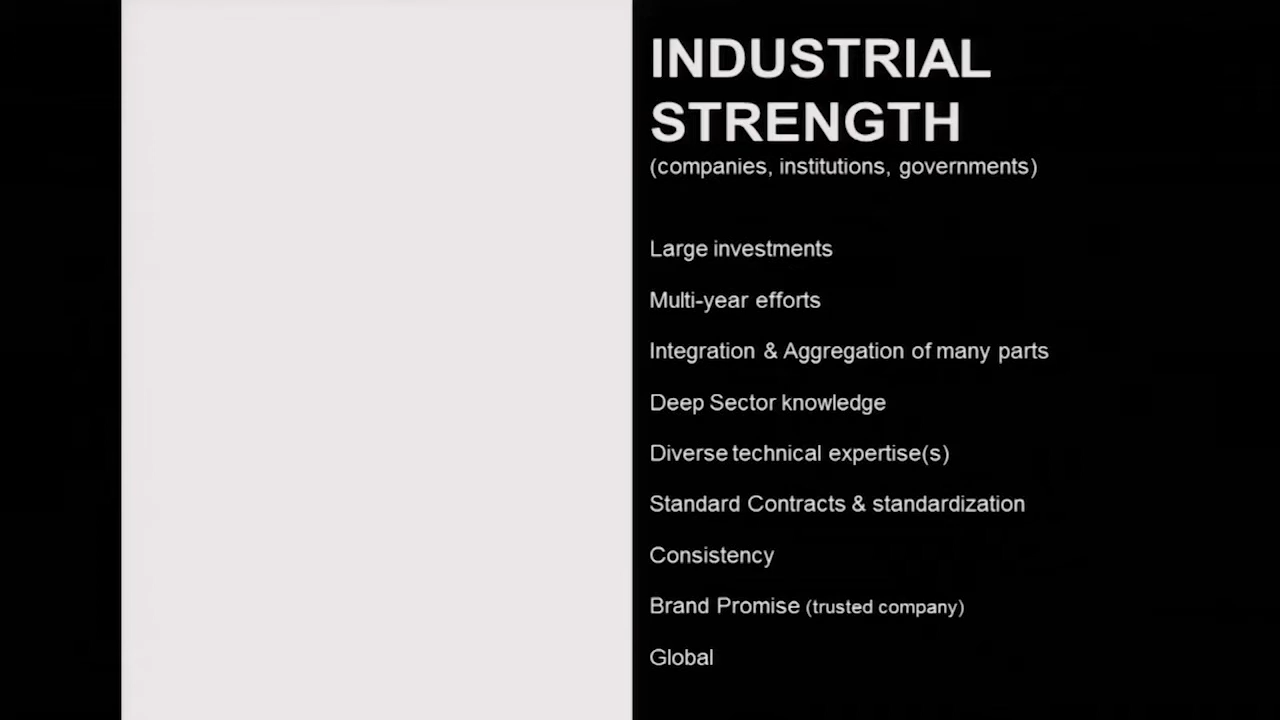 INDUSTRIAL
STRENGTH
(companies, institutions, governments)
Large investments
Multi-year efforts
Integration & Aggregation of many parts
Deep Sector knowledge
Diverse technical expertise(s)
Standard Contracts & standardization
Consistency
Brand Promise (trusted company)
Global